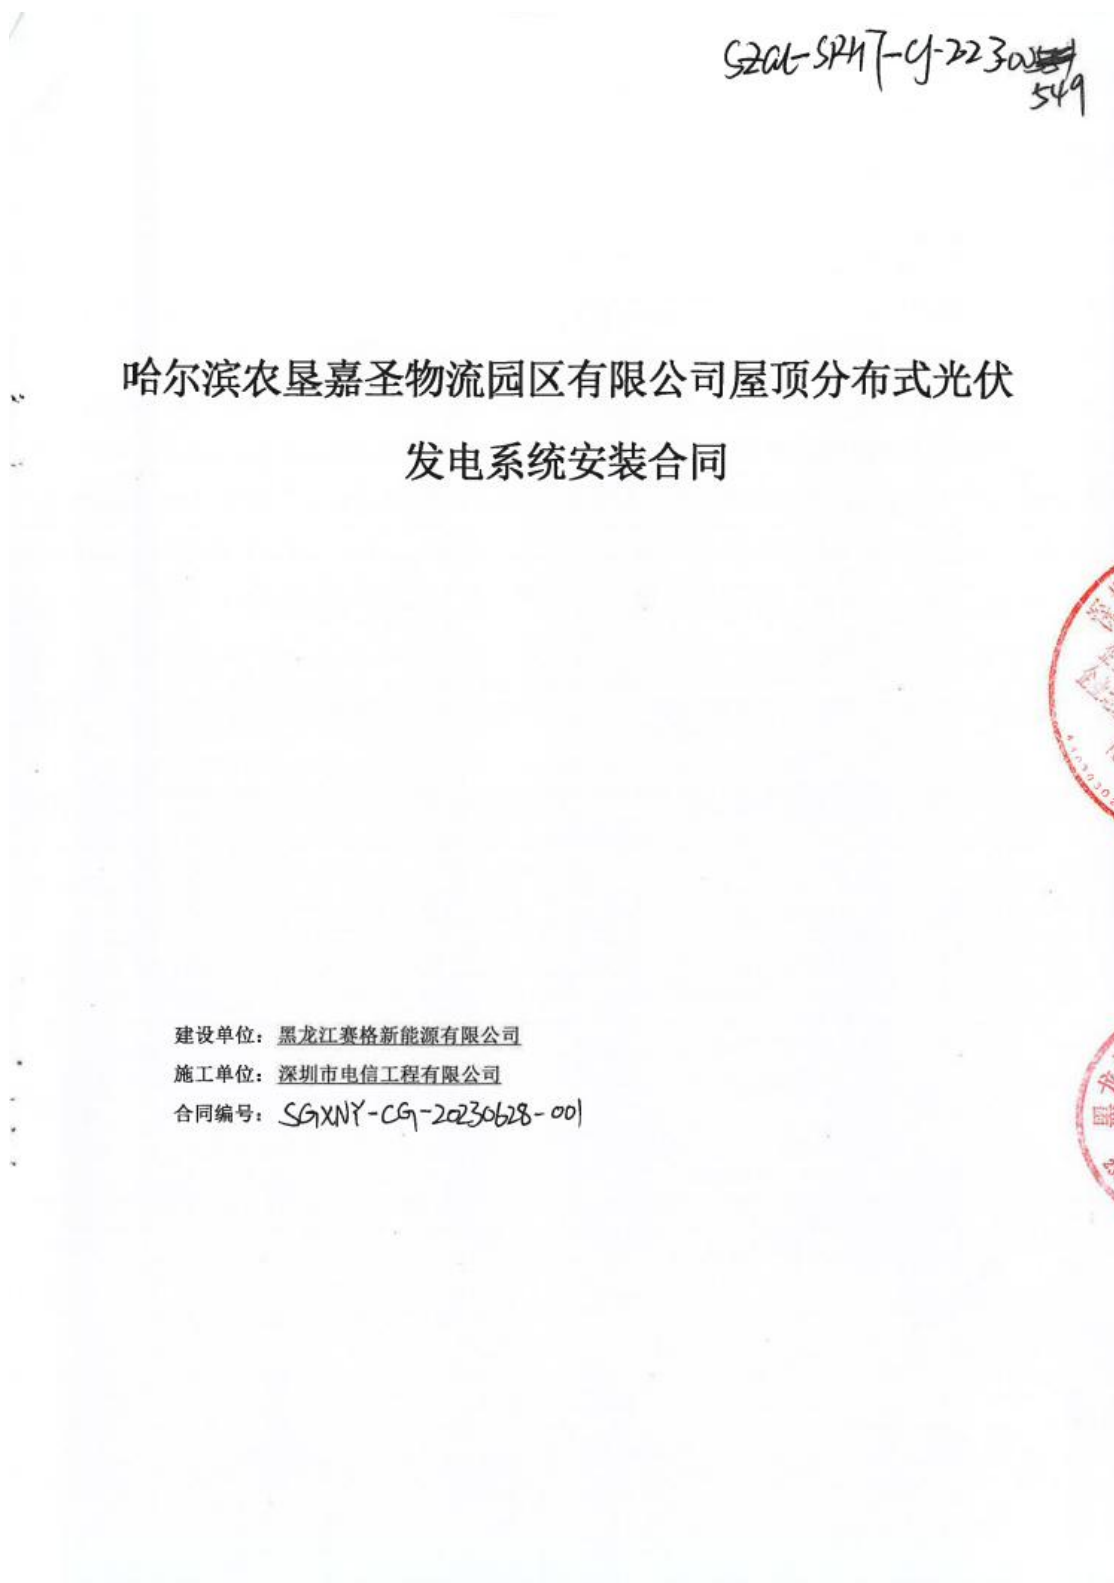 549
哈尔滨农垦嘉圣物流园区有限公司屋顶分布式光伏
发电系统安装合同
建设单位：黑龙江赛格新能源有限公司
施工单位：深圳市电信工程有限公司
合同编号：SGXNY-CG-20230628-001
黑龙